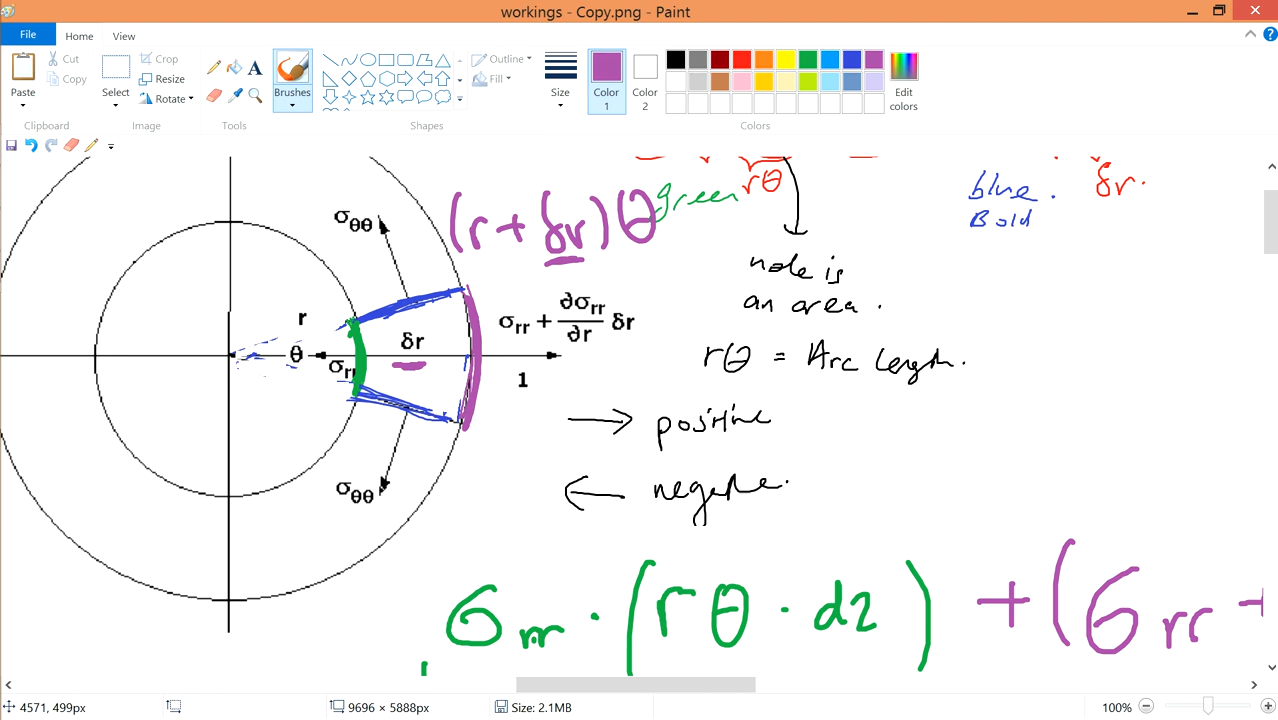 workings - Copy.png - Paint
File Home View
Paste
Cut
Copy
Clipboard
Select
Crop
Resize
Rotate
Image
A
Tools
Brushes
Outline
Fill
Shapes
Size
Color 1
Color 2
Edit colors
Colors
σθθ
(r + δr)θ
green
rθ
blue.
Bold
δr.
node is
an area.
r
θ
δr
σrr
σrr + ∂σrr/∂r δr
1
rθ = Arc length.
→ positive
← negative.
σθθ
σrr · (rθ · dz) + (σrr +
4571, 499px
9696 × 5888px
Size: 2.1MB
100%